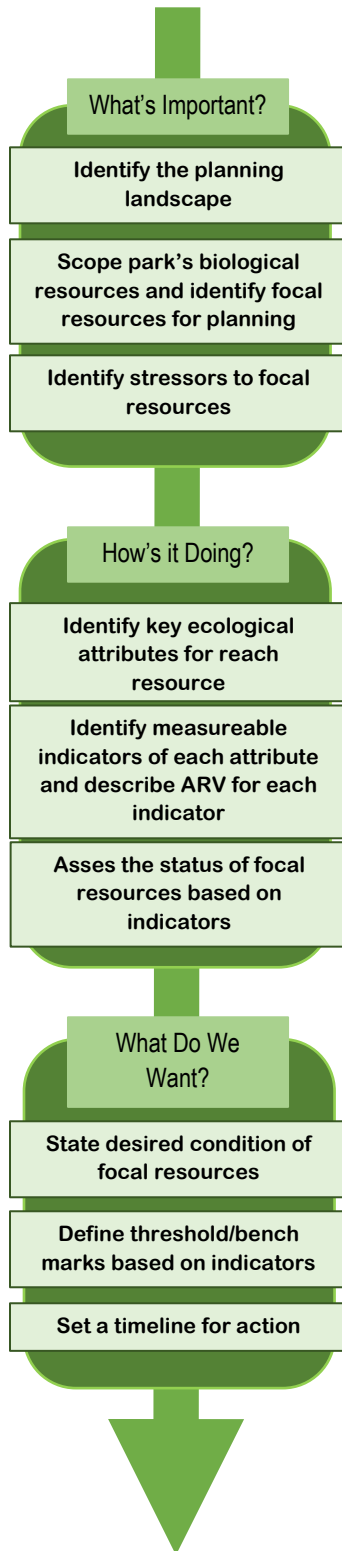 What's Important?
Identify the planning
landscape
Scope park's biological
resources and identify focal
resources for planning
Identify stressors to focal
resources
How's it Doing?
Identify key ecological
attributes for reach
resource
Identify measureable
indicators of each attribute
and describe ARV for each
indicator
Asses the status of focal
resources based on
indicators
What Do We
Want?
State desired condition of
focal resources
Define threshold/bench
marks based on indicators
Set a timeline for action